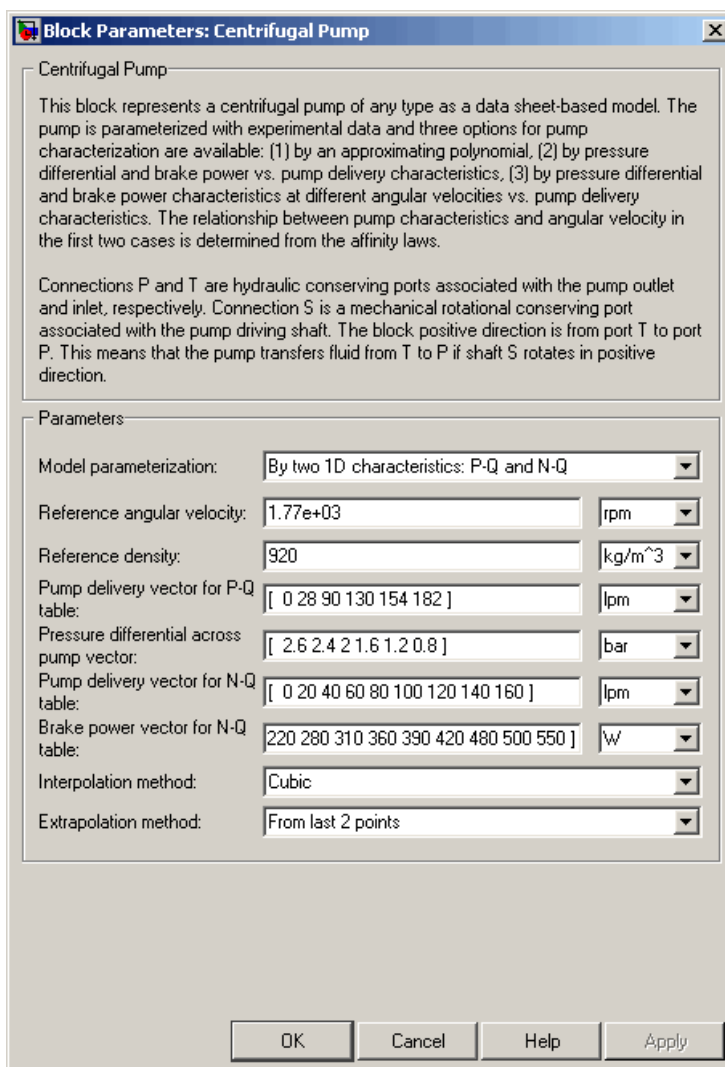 Block Parameters: Centrifugal Pump
Centrifugal Pump
This block represents a centrifugal pump of any type as a data sheet-based model. The
pump is parameterized with experimental data and three options for pump
characterization are available: (1) by an approximating polynomial, (2) by pressure
differential and brake power vs. pump delivery characteristics, (3) by pressure differential
and brake power characteristics at different angular velocities vs. pump delivery
characteristics. The relationship between pump characteristics and angular velocity in
the first two cases is determined from the affinity laws.
Connections P and T are hydraulic conserving ports associated with the pump outlet
and inlet, respectively. Connection S is a mechanical rotational conserving port
associated with the pump driving shaft. The block positive direction is from port T to port
P. This means that the pump transfers fluid from T to P if shaft S rotates in positive
direction.
Parameters
Model parameterization: By two 1D characteristics: P-Q and N-Q
Reference angular velocity: 1.77e+03 rpm
Reference density: 920 kg/m^3
Pump delivery vector for P-Q
table: [ 0 28 90 130 154 182 ] lpm
Pressure differential across
pump vector: [ 2.6 2.4 2 1.6 1.2 0.8 ] bar
Pump delivery vector for N-Q
table: [ 0 20 40 60 80 100 120 140 160 ] lpm
Brake power vector for N-Q
table: 220 280 310 360 390 420 480 500 550 ] W
Interpolation method: Cubic
Extrapolation method: From last 2 points
OK Cancel Help Apply